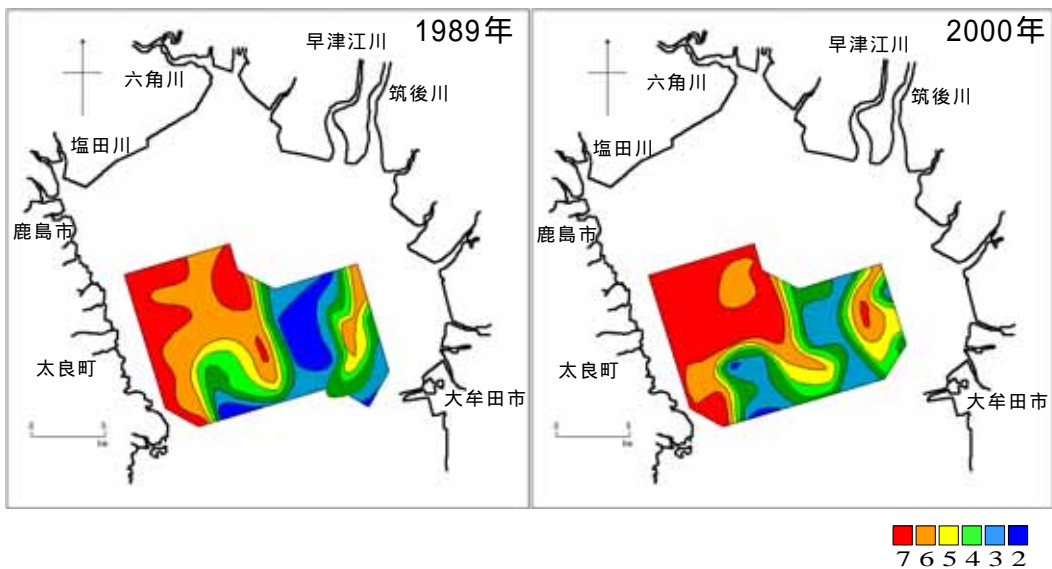 1989年
早津江川
六角川
筑後川
塩田川
鹿島市
太良町
大牟田市
2000年
早津江川
六角川
筑後川
塩田川
鹿島市
太良町
大牟田市
7 6 5 4 3 2